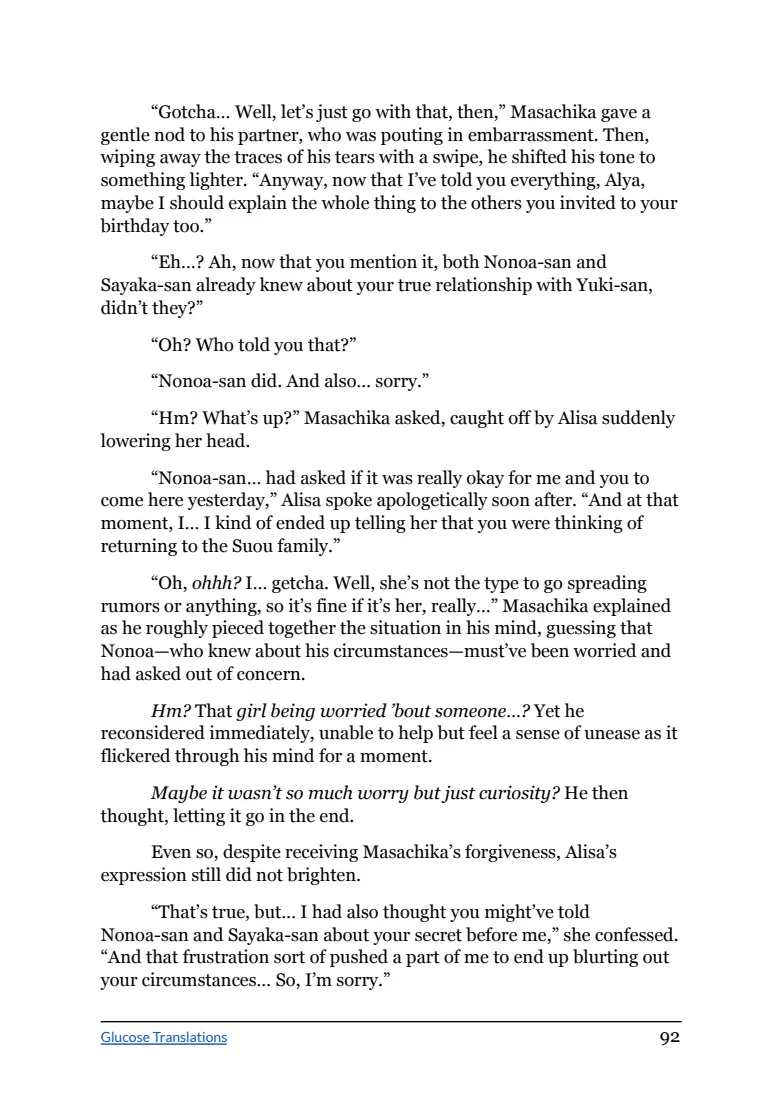 “Gotcha… Well, let’s just go with that, then,” Masachika gave a
gentle nod to his partner, who was pouting in embarrassment. Then,
wiping away the traces of his tears with a swipe, he shifted his tone to
something lighter. “Anyway, now that I’ve told you everything, Alya,
maybe I should explain the whole thing to the others you invited to your
birthday too.”
“Eh…? Ah, now that you mention it, both Nonoa-san and
Sayaka-san already knew about your true relationship with Yuki-san,
didn’t they?”
“Oh? Who told you that?”
“Nonoa-san did. And also… sorry.”
“Hm? What’s up?” Masachika asked, caught off by Alisa suddenly
lowering her head.
“Nonoa-san… had asked if it was really okay for me and you to
come here yesterday,” Alisa spoke apologetically soon after. “And at that
moment, I… I kind of ended up telling her that you were thinking of
returning to the Suou family.”
“Oh, ohhh? I… getcha. Well, she’s not the type to go spreading
rumors or anything, so it’s fine if it’s her, really…” Masachika explained
as he roughly pieced together the situation in his mind, guessing that
Nonoa—who knew about his circumstances—must’ve been worried and
had asked out of concern.
Hm? That girl being worried ’bout someone…? Yet he
reconsidered immediately, unable to help but feel a sense of unease as it
flickered through his mind for a moment.
Maybe it wasn’t so much worry but just curiosity? He then
thought, letting it go in the end.
Even so, despite receiving Masachika’s forgiveness, Alisa’s
expression still did not brighten.
“That’s true, but… I had also thought you might’ve told
Nonoa-san and Sayaka-san about your secret before me,” she confessed.
“And that frustration sort of pushed a part of me to end up blurting out
your circumstances… So, I’m sorry.”
Glucose Translations 92